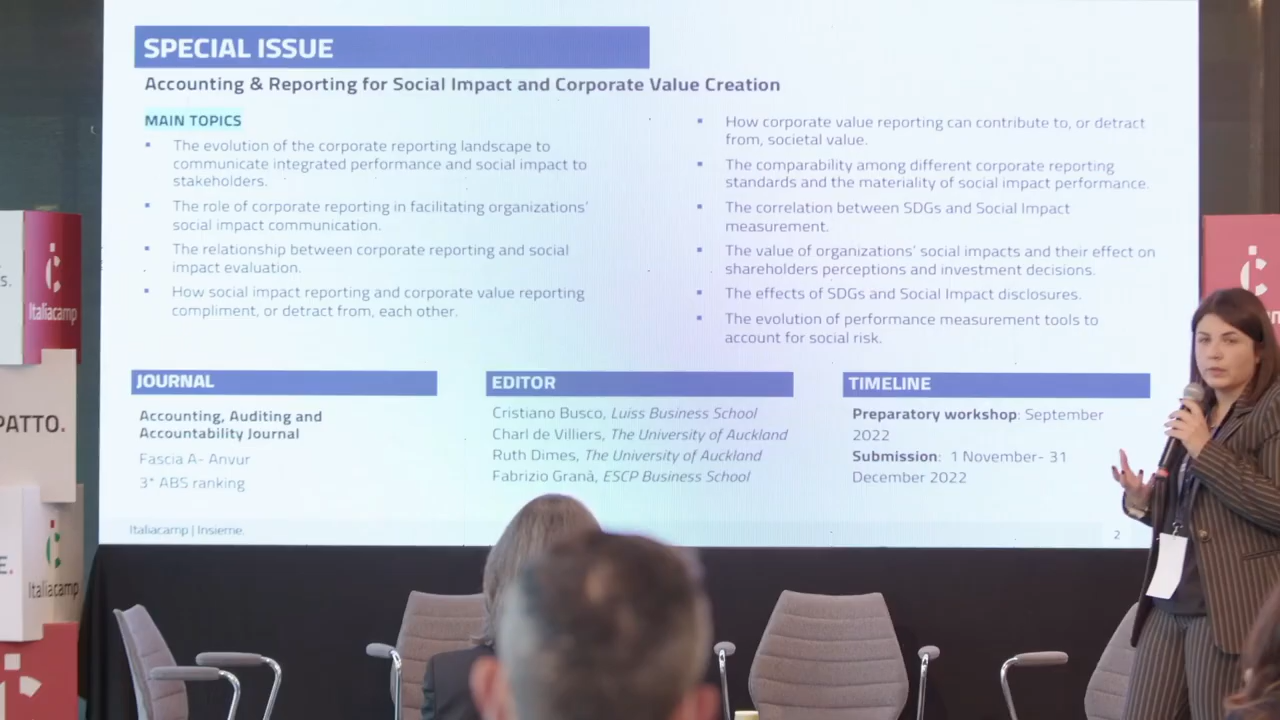 SPECIAL ISSUE
Accounting & Reporting for Social Impact and Corporate Value Creation
MAIN TOPICS
▪ The evolution of the corporate reporting landscape to
communicate integrated performance and social impact to
stakeholders.
▪ The role of corporate reporting in facilitating organizations'
social impact communication.
▪ The relationship between corporate reporting and social
impact evaluation.
▪ How social impact reporting and corporate value reporting
compliment, or detract from, each other.
▪ How corporate value reporting can contribute to, or detract
from, societal value.
▪ The comparability among different corporate reporting
standards and the materiality of social impact performance.
▪ The correlation between SDGs and Social Impact
measurement.
▪ The value of organizations' social impacts and their effect on
shareholders perceptions and investment decisions.
▪ The effects of SDGs and Social Impact disclosures.
▪ The evolution of performance measurement tools to
account for social risk.
JOURNAL
Accounting, Auditing and
Accountability Journal
Fascia A- Anvur
3* ABS ranking
EDITOR
Cristiano Busco, Luiss Business School
Charl de Villiers, The University of Auckland
Ruth Dimes, The University of Auckland
Fabrizio Granà, ESCP Business School
TIMELINE
Preparatory workshop: September
2022
Submission: 1 November- 31
December 2022
Italiacamp | Insieme.
2
s.
Italiacamp
PATTO.
E.
Italiacamp